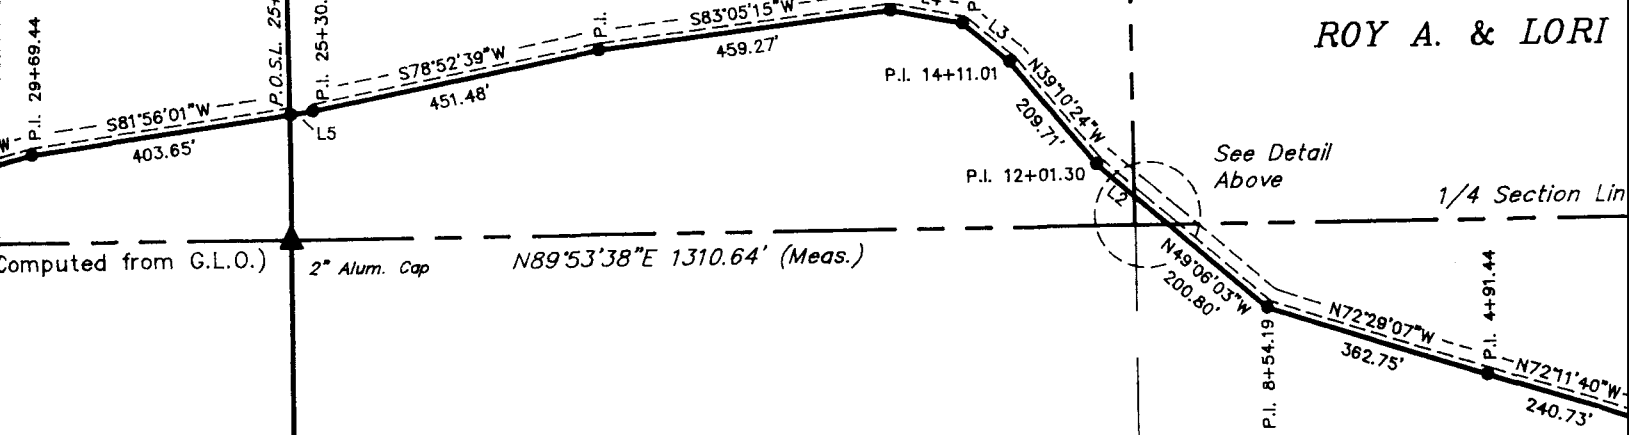 P.I. 29+69.44
P.O.S.L. 25+
P.I. 25+30.
P.I.
S83°05'15"W
459.27'
L4
P
L3
ROY A. & LORI
S78°52'39"W
451.48'
P.I. 14+11.01
N39°10'24"W
209.71'
S81°56'01"W
403.65'
W
L5
P.I. 12+01.30
L2
See Detail
Above
1/4 Section Lin
Computed from G.L.O.)
2" Alum. Cap
N89°53'38"E 1310.64' (Meas.)
N49°06'03"W
200.80'
P.I. 8+54.19
N72°29'07"W
362.75'
P.I. 4+91.44
N72°11'40"W
240.73'